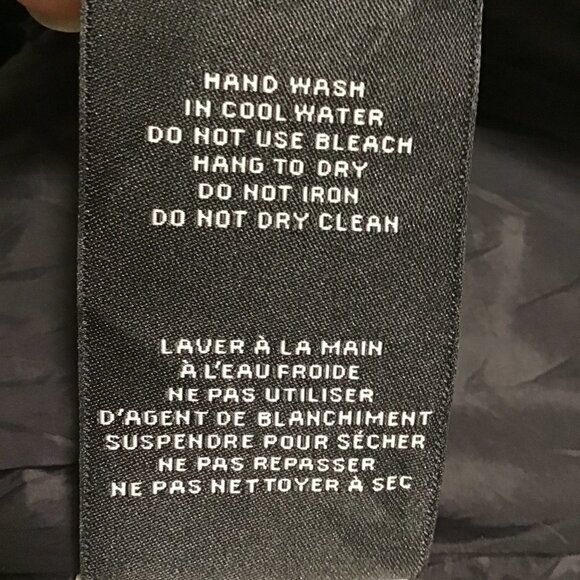 HAND WASH
IN COOL WATER
DO NOT USE BLEACH
HANG TO DRY
DO NOT IRON
DO NOT DRY CLEAN
LAVER À LA MAIN
À L'EAU FROIDE
NE PAS UTILISER
D'AGENT DE BLANCHIMENT
SUSPENDRE POUR SÉCHER
NE PAS REPASSER
NE PAS NETTOYER À SEC